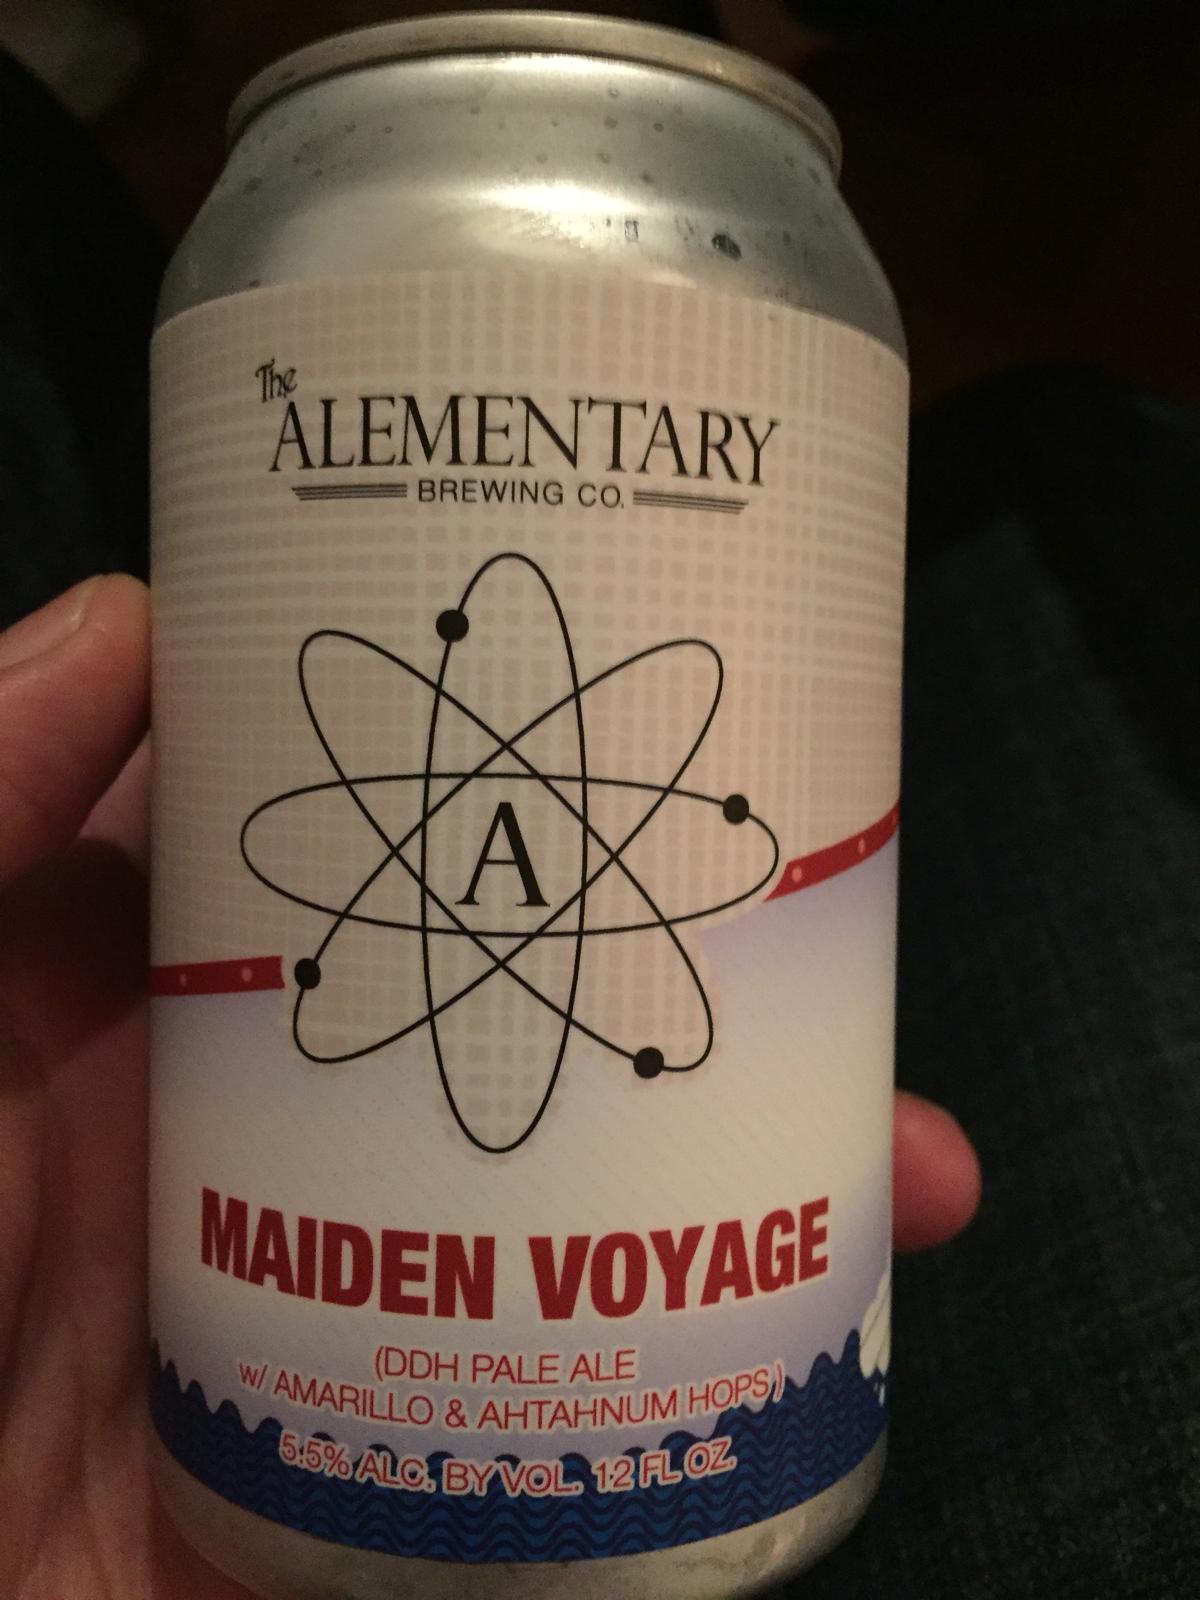 The
ALEMENTARY
BREWING CO.
A
MAIDEN VOYAGE
(DDH PALE ALE
w/ AMARILLO & AHTAHNUM HOPS)
5.5% ALC. BY VOL. 12 FL OZ.